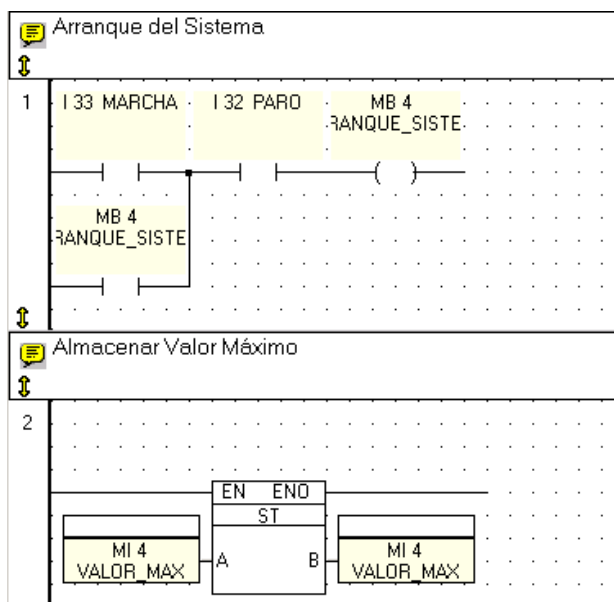 Arranque del Sistema
1
I 33 MARCHA
I 32 PARO
MB 4
RANQUE_SISTE
MB 4
RANQUE_SISTE
Almacenar Valor Máximo
2
EN ENO
ST
MI 4
VALOR_MAX
A
B
MI 4
VALOR_MAX